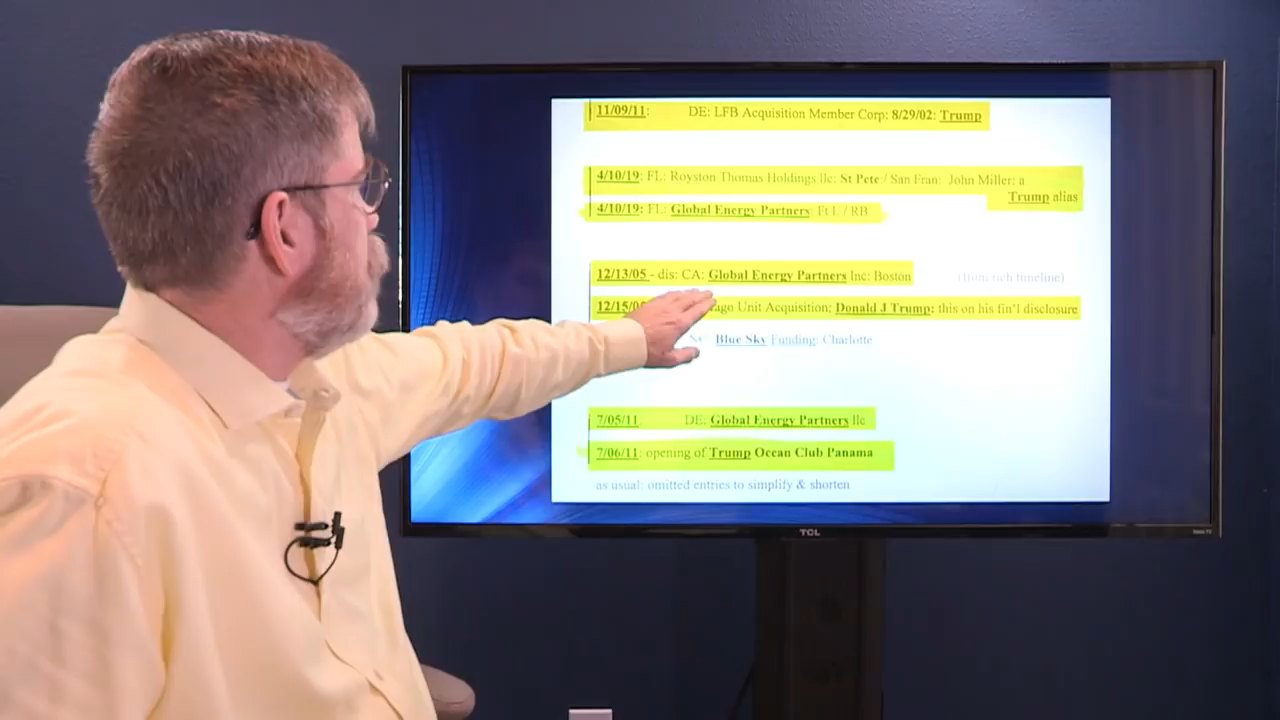 11/09/11: DE: LFB Acquisition Member Corp: 8/29/02: Trump
4/10/19: FL: Royston Thomas Holdings llc: St Pete:/ San Fran: John Miller: a
Trump alias
4/10/19: FL: Global Energy Partners: Ft L / RB
12/13/05 - dis: CA: Global Energy Partners Inc: Boston (from rich timeline)
12/15/0 ago Unit Acquisition; Donald J Trump: this on his fin'l disclosure
Blue Sky Funding: Charlotte
7/05/11 DE: Global Energy Partners llc
7/06/11: opening of Trump Ocean Club Panama
as usual: omitted entries to simplify & shorten
TCL